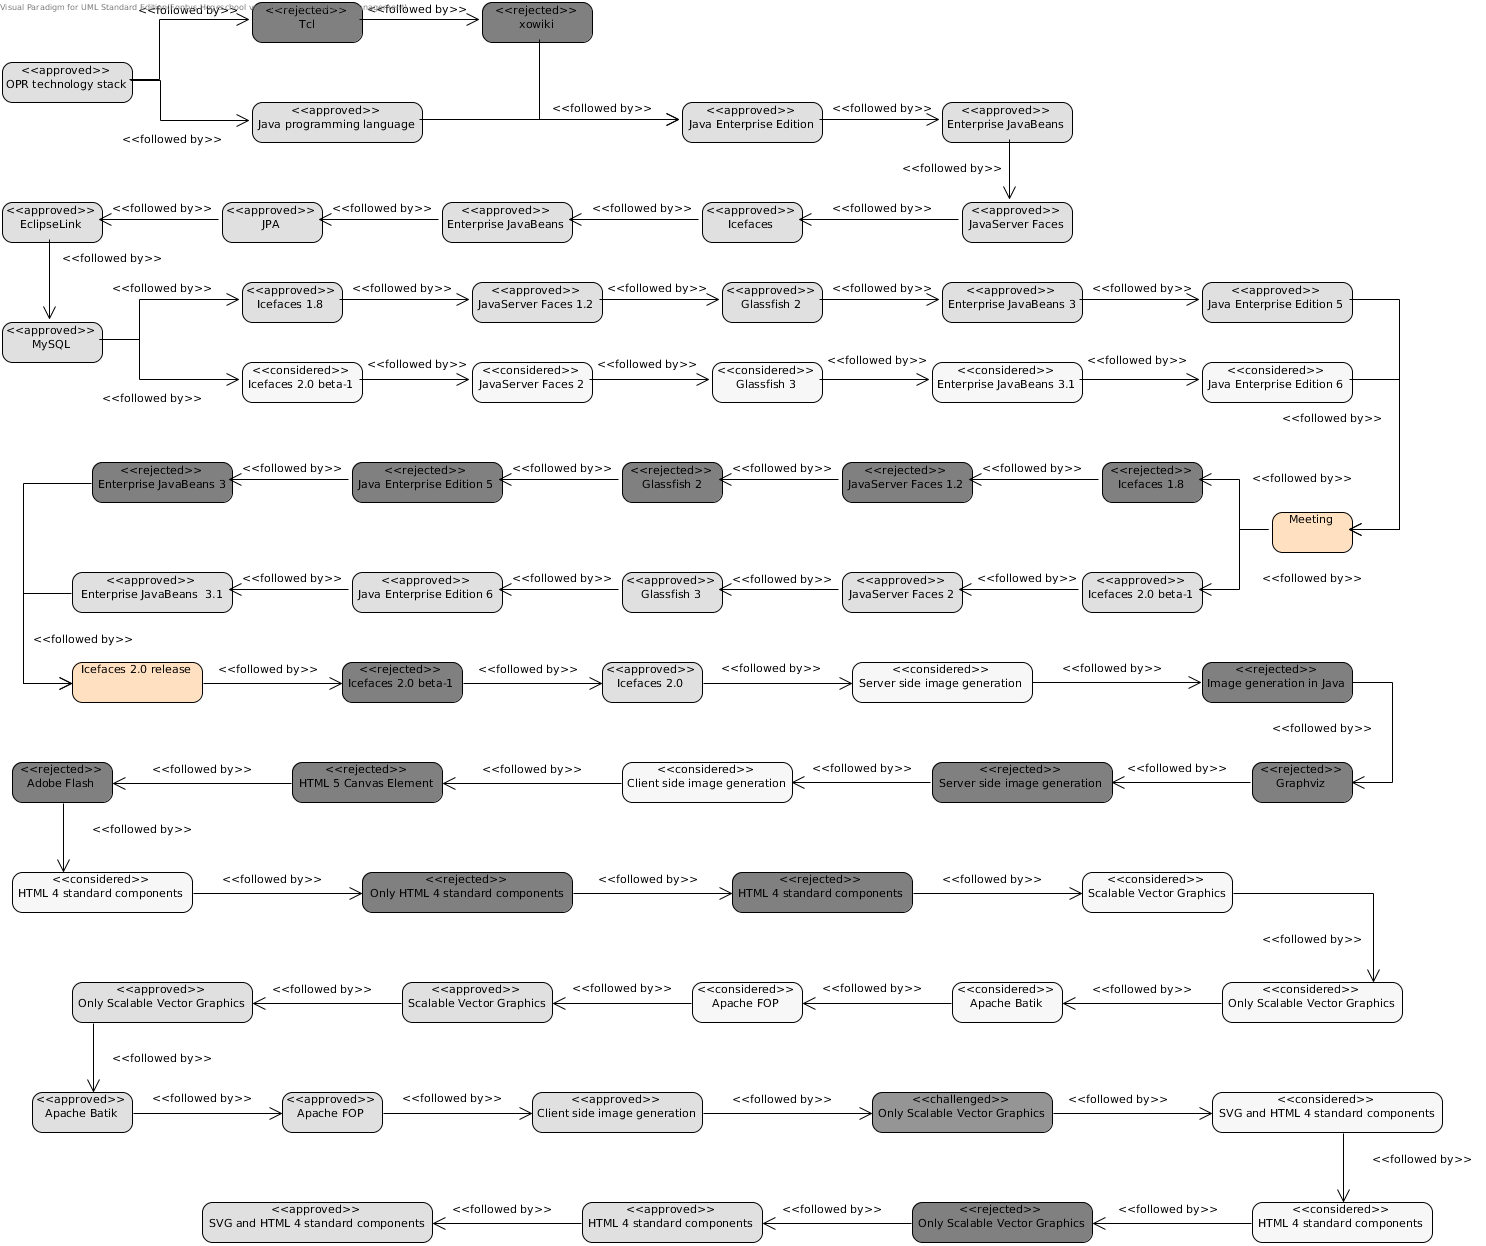 Visual Paradigm for UML Standard Edition
<<followed by>>
<<rejected>>
Tcl
<<followed by>>
<<rejected>>
xowiki
<<approved>>
OPR technology stack
<<followed by>>
<<approved>>
Java programming language
<<followed by>>
<<approved>>
Java Enterprise Edition
<<followed by>>
<<approved>>
Enterprise JavaBeans
<<followed by>>
<<approved>>
EclipseLink
<<followed by>>
<<approved>>
JPA
<<followed by>>
<<approved>>
Enterprise JavaBeans
<<followed by>>
<<approved>>
Icefaces
<<followed by>>
<<approved>>
JavaServer Faces
<<followed by>>
<<approved>>
MySQL
<<followed by>>
<<approved>>
Icefaces 1.8
<<followed by>>
<<approved>>
JavaServer Faces 1.2
<<followed by>>
<<approved>>
Glassfish 2
<<followed by>>
<<approved>>
Enterprise JavaBeans 3
<<followed by>>
<<approved>>
Java Enterprise Edition 5
<<followed by>>
<<considered>>
Icefaces 2.0 beta-1
<<followed by>>
<<considered>>
JavaServer Faces 2
<<followed by>>
<<considered>>
Glassfish 3
<<followed by>>
<<considered>>
Enterprise JavaBeans 3.1
<<followed by>>
<<considered>>
Java Enterprise Edition 6
<<followed by>>
<<rejected>>
Enterprise JavaBeans 3
<<followed by>>
<<rejected>>
Java Enterprise Edition 5
<<followed by>>
<<rejected>>
Glassfish 2
<<followed by>>
<<rejected>>
JavaServer Faces 1.2
<<followed by>>
<<rejected>>
Icefaces 1.8
<<followed by>>
Meeting
<<approved>>
Enterprise JavaBeans  3.1
<<followed by>>
<<approved>>
Java Enterprise Edition 6
<<followed by>>
<<approved>>
Glassfish 3
<<followed by>>
<<approved>>
JavaServer Faces 2
<<followed by>>
<<approved>>
Icefaces 2.0 beta-1
<<followed by>>
<<followed by>>
Icefaces 2.0 release
<<followed by>>
<<rejected>>
Icefaces 2.0 beta-1
<<followed by>>
<<approved>>
Icefaces 2.0
<<followed by>>
<<considered>>
Server side image generation
<<followed by>>
<<rejected>>
Image generation in Java
<<followed by>>
<<rejected>>
Adobe Flash
<<followed by>>
<<rejected>>
HTML 5 Canvas Element
<<followed by>>
<<considered>>
Client side image generation
<<followed by>>
<<rejected>>
Server side image generation
<<followed by>>
<<rejected>>
Graphviz
<<followed by>>
<<considered>>
HTML 4 standard components
<<followed by>>
<<rejected>>
Only HTML 4 standard components
<<followed by>>
<<rejected>>
HTML 4 standard components
<<followed by>>
<<considered>>
Scalable Vector Graphics
<<followed by>>
<<approved>>
Only Scalable Vector Graphics
<<followed by>>
<<approved>>
Scalable Vector Graphics
<<followed by>>
<<considered>>
Apache FOP
<<followed by>>
<<considered>>
Apache Batik
<<followed by>>
<<considered>>
Only Scalable Vector Graphics
<<followed by>>
<<approved>>
Apache Batik
<<followed by>>
<<approved>>
Apache FOP
<<followed by>>
<<approved>>
Client side image generation
<<followed by>>
<<challenged>>
Only Scalable Vector Graphics
<<followed by>>
<<considered>>
SVG and HTML 4 standard components
<<followed by>>
<<approved>>
SVG and HTML 4 standard components
<<followed by>>
<<approved>>
HTML 4 standard components
<<followed by>>
<<rejected>>
Only Scalable Vector Graphics
<<followed by>>
<<considered>>
HTML 4 standard components